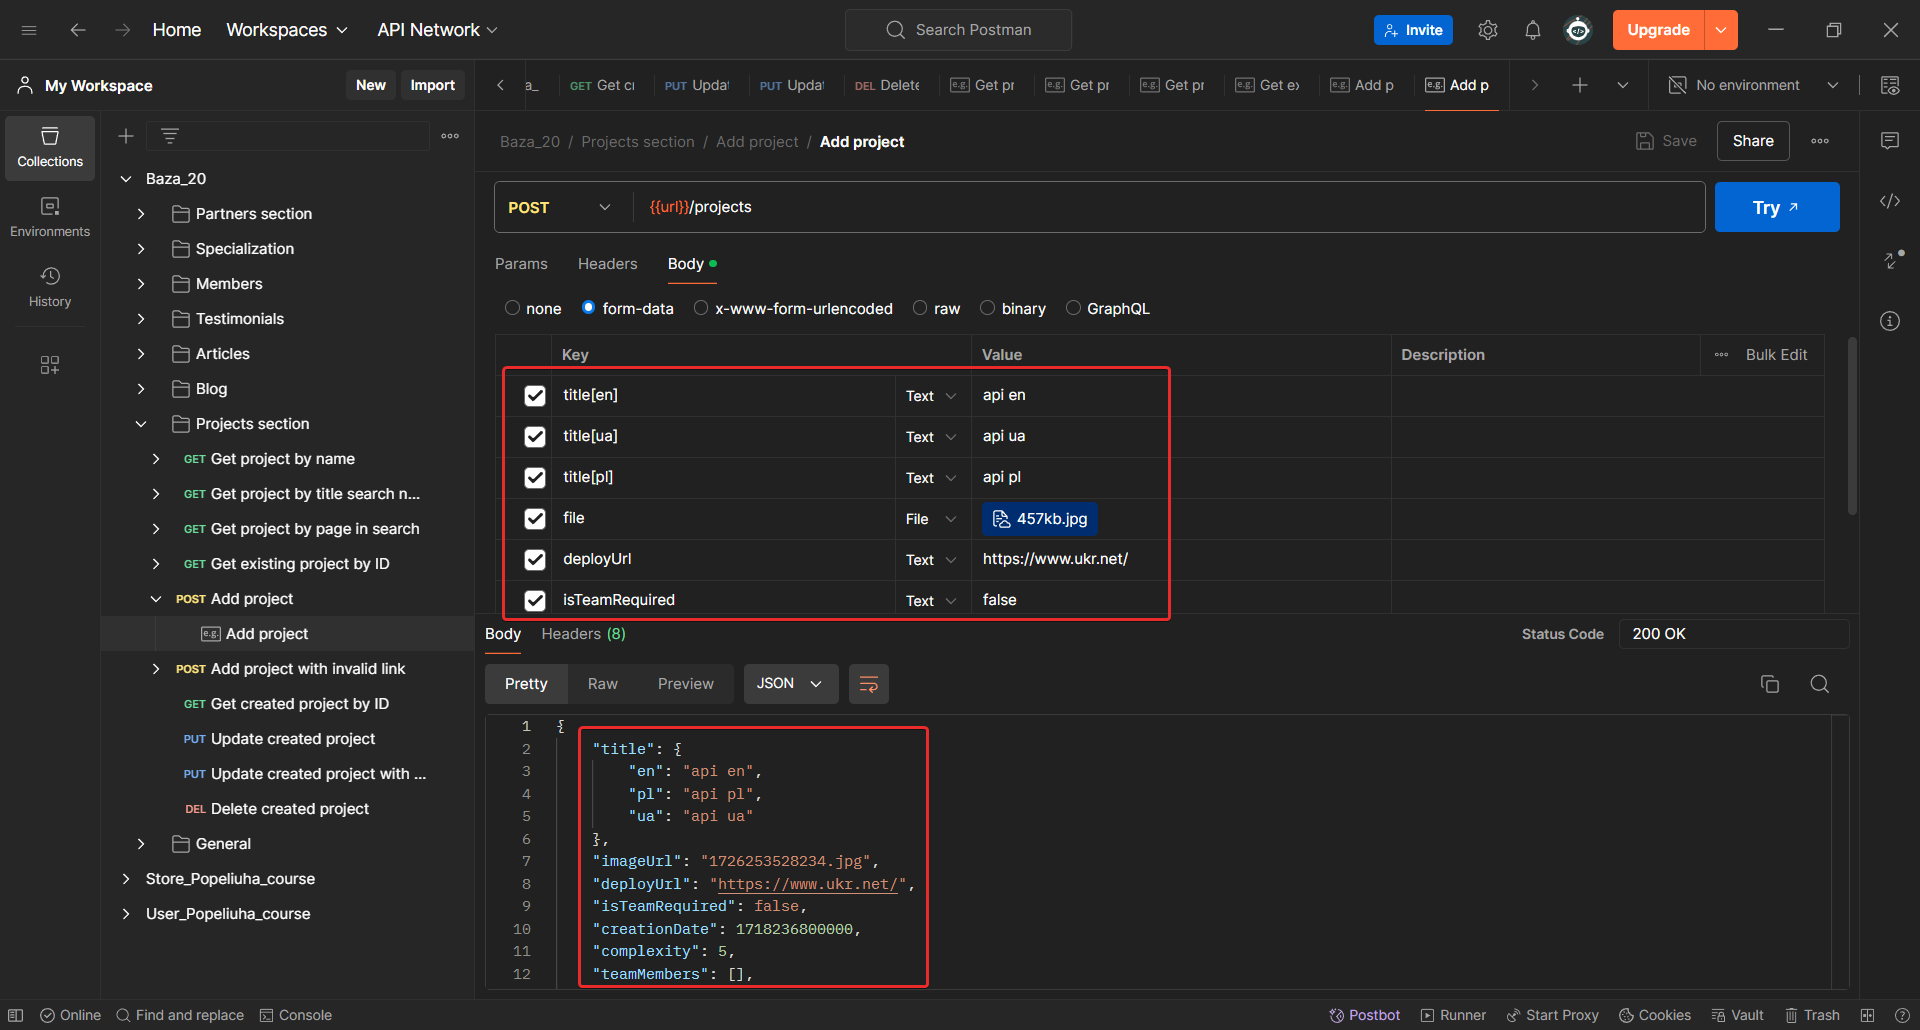 Home Workspaces API Network Search Postman Invite Upgrade
My Workspace New Import
a_ GET Get cr PUT Updat PUT Updat DEL Delete e.g. Get pr e.g. Get pr e.g. Get pr e.g. Get ex e.g. Add p e.g. Add p No environment
Collections
Environments
History
Baza_20
Partners section
Specialization
Members
Testimonials
Articles
Blog
Projects section
GET Get project by name
GET Get project by title search n...
GET Get project by page in search
GET Get existing project by ID
POST Add project
e.g. Add project
POST Add project with invalid link
GET Get created project by ID
PUT Update created project
PUT Update created project with ...
DEL Delete created project
General
Store_Popeliuha_course
User_Popeliuha_course
Baza_20 / Projects section / Add project / Add project Save Share
POST {{url}}/projects Try
Params Headers Body
none form-data x-www-form-urlencoded raw binary GraphQL
Key Value Description Bulk Edit
title[en] Text api en
title[ua] Text api ua
title[pl] Text api pl
file File 457kb.jpg
deployUrl Text https://www.ukr.net/
isTeamRequired Text false
Body Headers (8) Status Code 200 OK
Pretty Raw Preview JSON
1 {
2 "title": {
3 "en": "api en",
4 "pl": "api pl",
5 "ua": "api ua"
6 },
7 "imageUrl": "1726253528234.jpg",
8 "deployUrl": "https://www.ukr.net/",
9 "isTeamRequired": false,
10 "creationDate": 1718236800000,
11 "complexity": 5,
12 "teamMembers": [],
Online Find and replace Console Postbot Runner Start Proxy Cookies Vault Trash